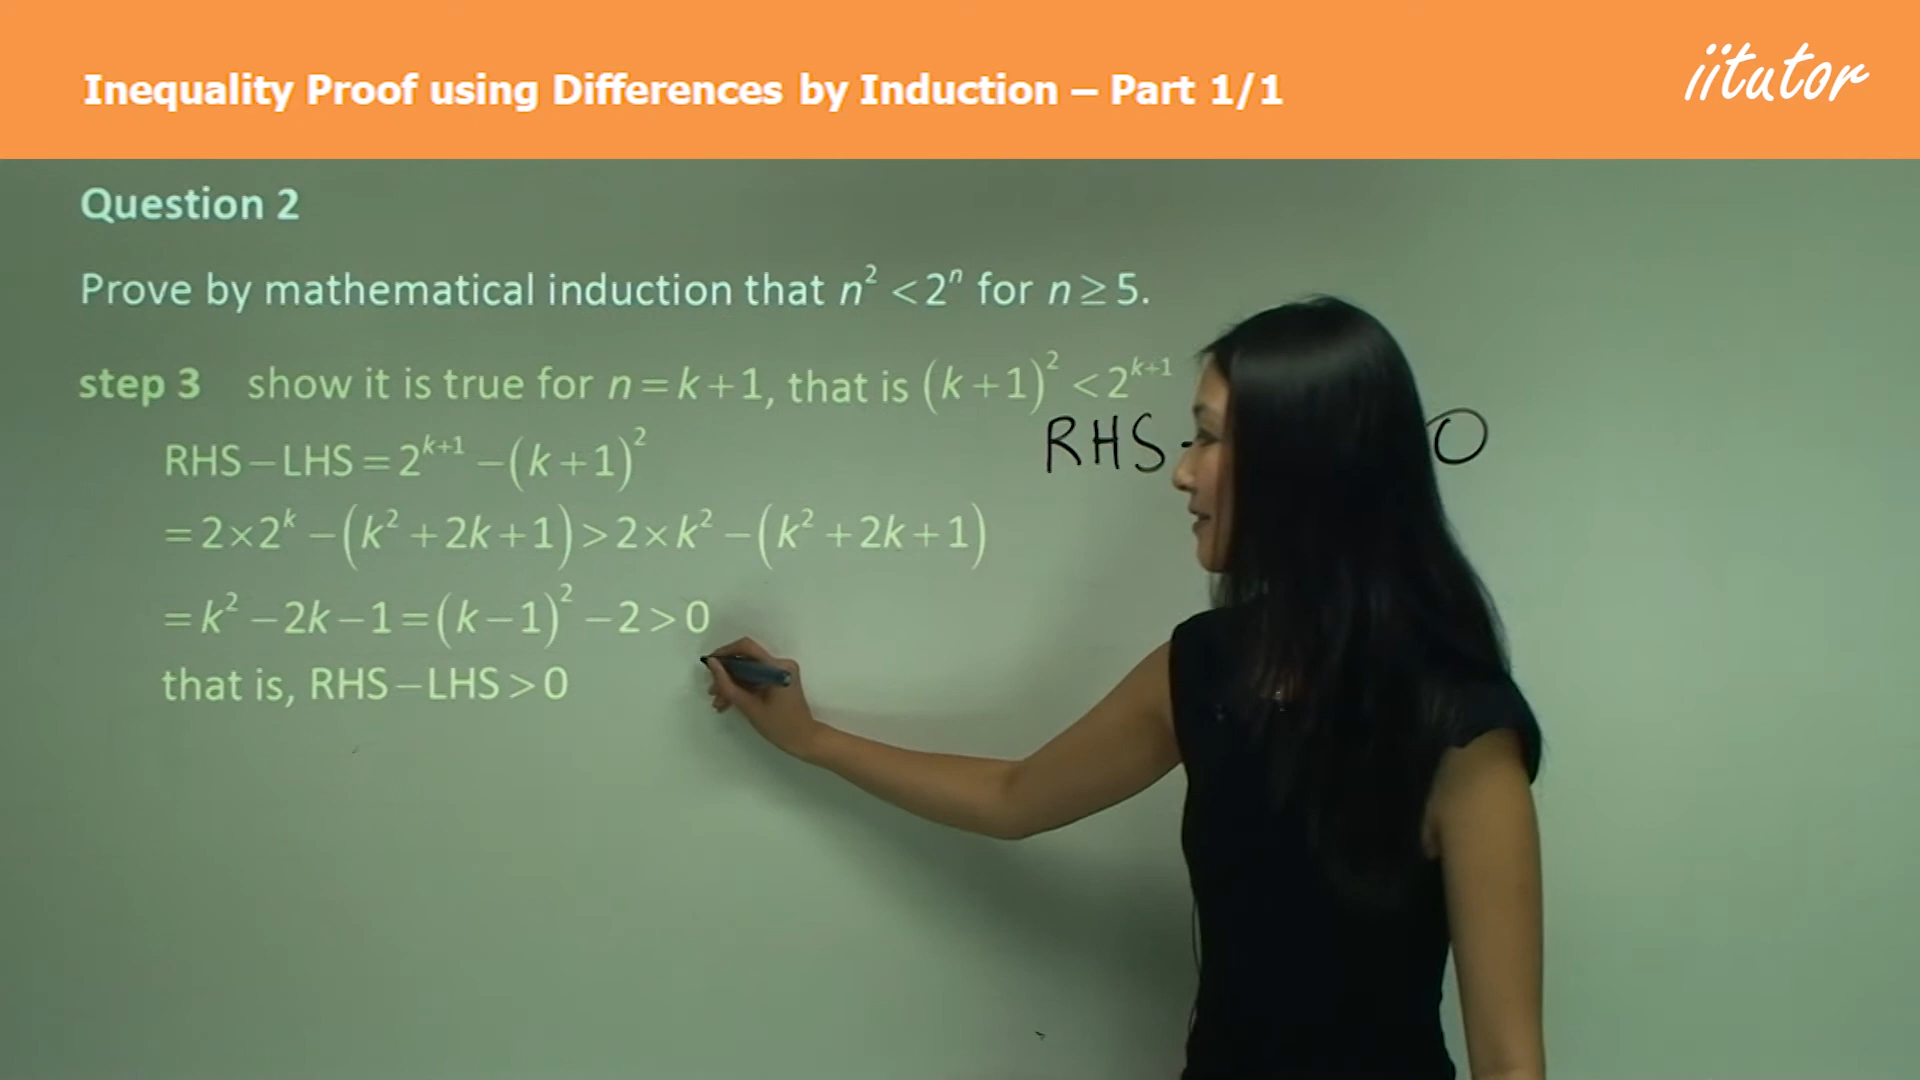 Inequality Proof using Differences by Induction – Part 1/1
iitutor
Question 2
Prove by mathematical induction that n² < 2ⁿ for n ≥ 5.
step 3 show it is true for n = k + 1, that is (k + 1)² < 2ᵏ⁺¹
RHS – LHS = 2ᵏ⁺¹ – (k + 1)²
RHS - 0
= 2 × 2ᵏ – (k² + 2k + 1) > 2 × k² – (k² + 2k + 1)
= k² – 2k – 1 = (k – 1)² – 2 > 0
that is, RHS – LHS > 0